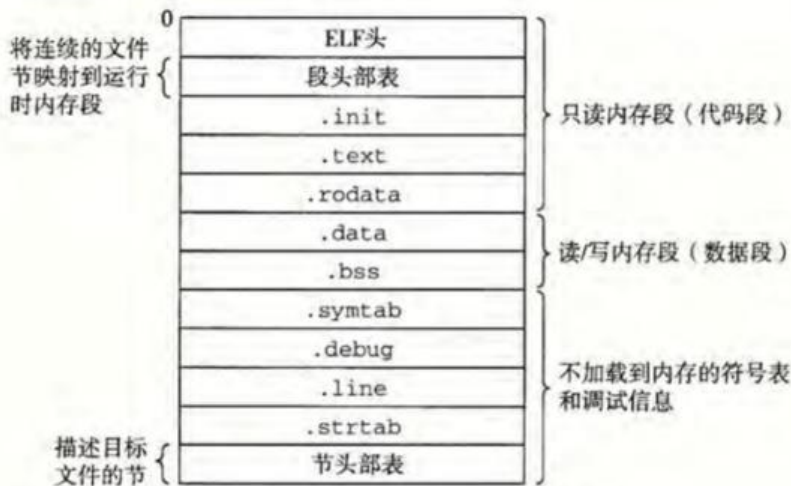 0
ELF头
将连续的文件
节映射到运行
时内存段
段头部表
.init
.text
.rodata
只读内存段（代码段）
.data
.bss
读/写内存段（数据段）
.symtab
.debug
.line
.strtab
不加载到内存的符号表
和调试信息
描述目标
文件的节
节头部表